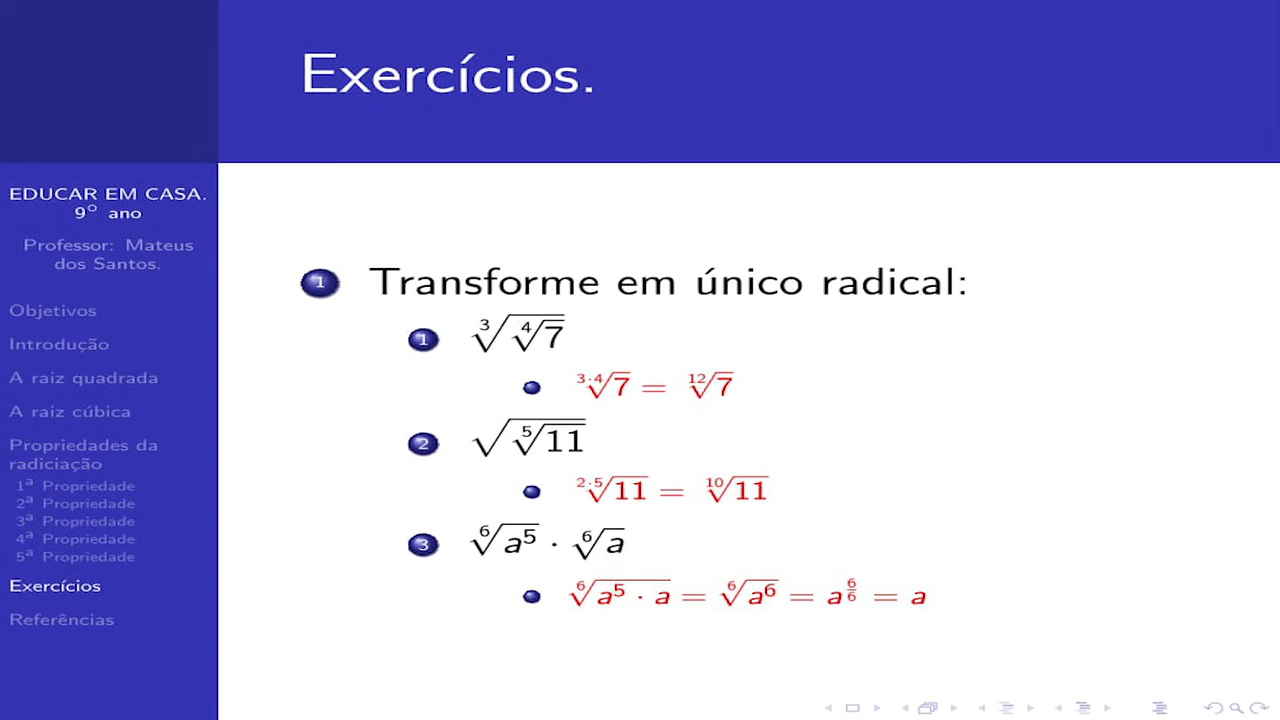 Exercícios.
EDUCAR EM CASA.
9º ano
Professor: Mateus
dos Santos.
Objetivos
Introdução
A raiz quadrada
A raiz cúbica
Propriedades da
radiciação
1ª Propriedade
2ª Propriedade
3ª Propriedade
4ª Propriedade
5ª Propriedade
Exercícios
Referências
1 Transforme em único radical:
1 ∛(∜7)
3·4√7 = 12√7
2 √(⁵√11)
2·5√11 = 10√11
3 ⁶√(a⁵) · ⁶√a
⁶√(a⁵ · a) = ⁶√(a⁶) = a^(6/6) = a